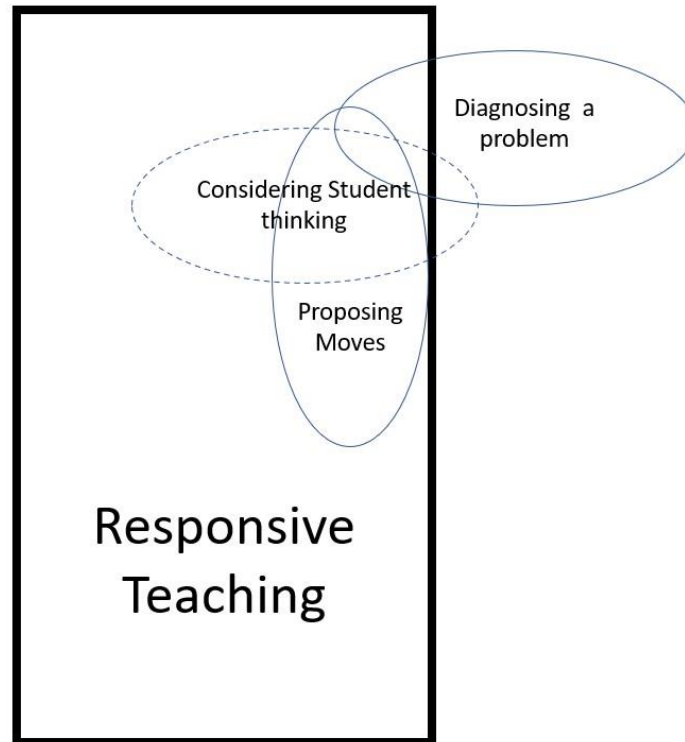 Diagnosing a
problem
Considering Student
thinking
Proposing
Moves
Responsive
Teaching